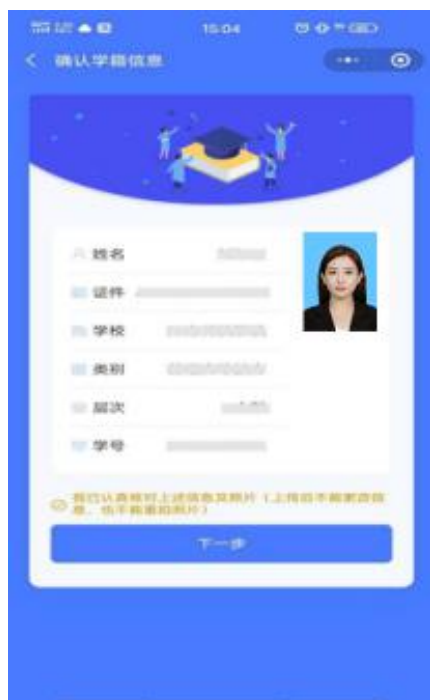 15:04
确认学籍信息
姓名
证件
学校
类别
层次
学号
我已认真核对上述信息及照片（上传后不能更改信
息，也不能重拍照片）
下一步